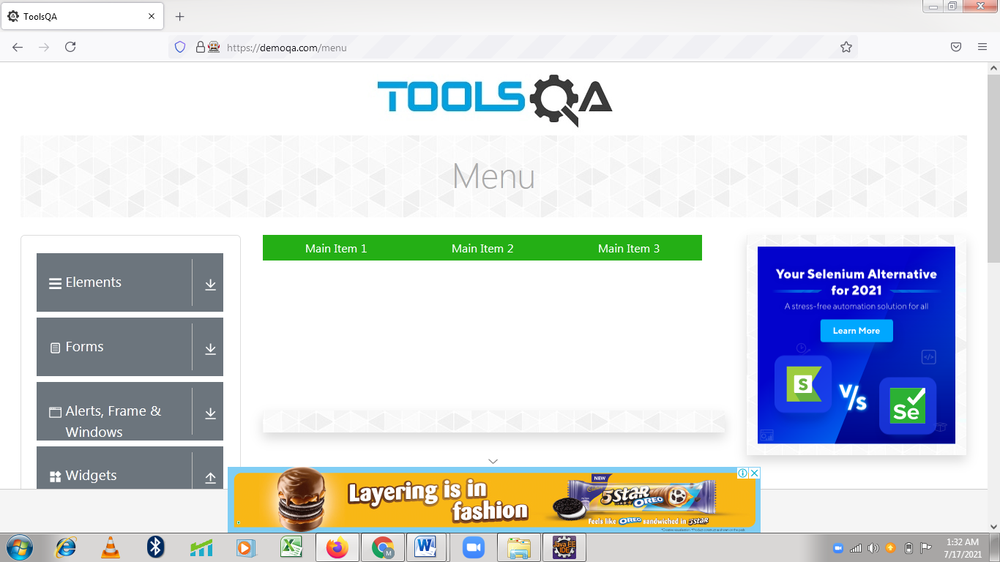 ToolsQA
https://demoqa.com/menu
TOOLSQA
Menu
Main Item 1 Main Item 2 Main Item 3
Elements
Forms
Alerts, Frame &
Windows
Widgets
Your Selenium Alternative
for 2021
A stress-free automation solution for all
Learn More
S
V/s
Se
Layering is in
fashion
NEW
5STAR
OREO
Feels like OREO sandwiched in 5STAR
Java EE
IDE
1:32 AM
7/17/2021